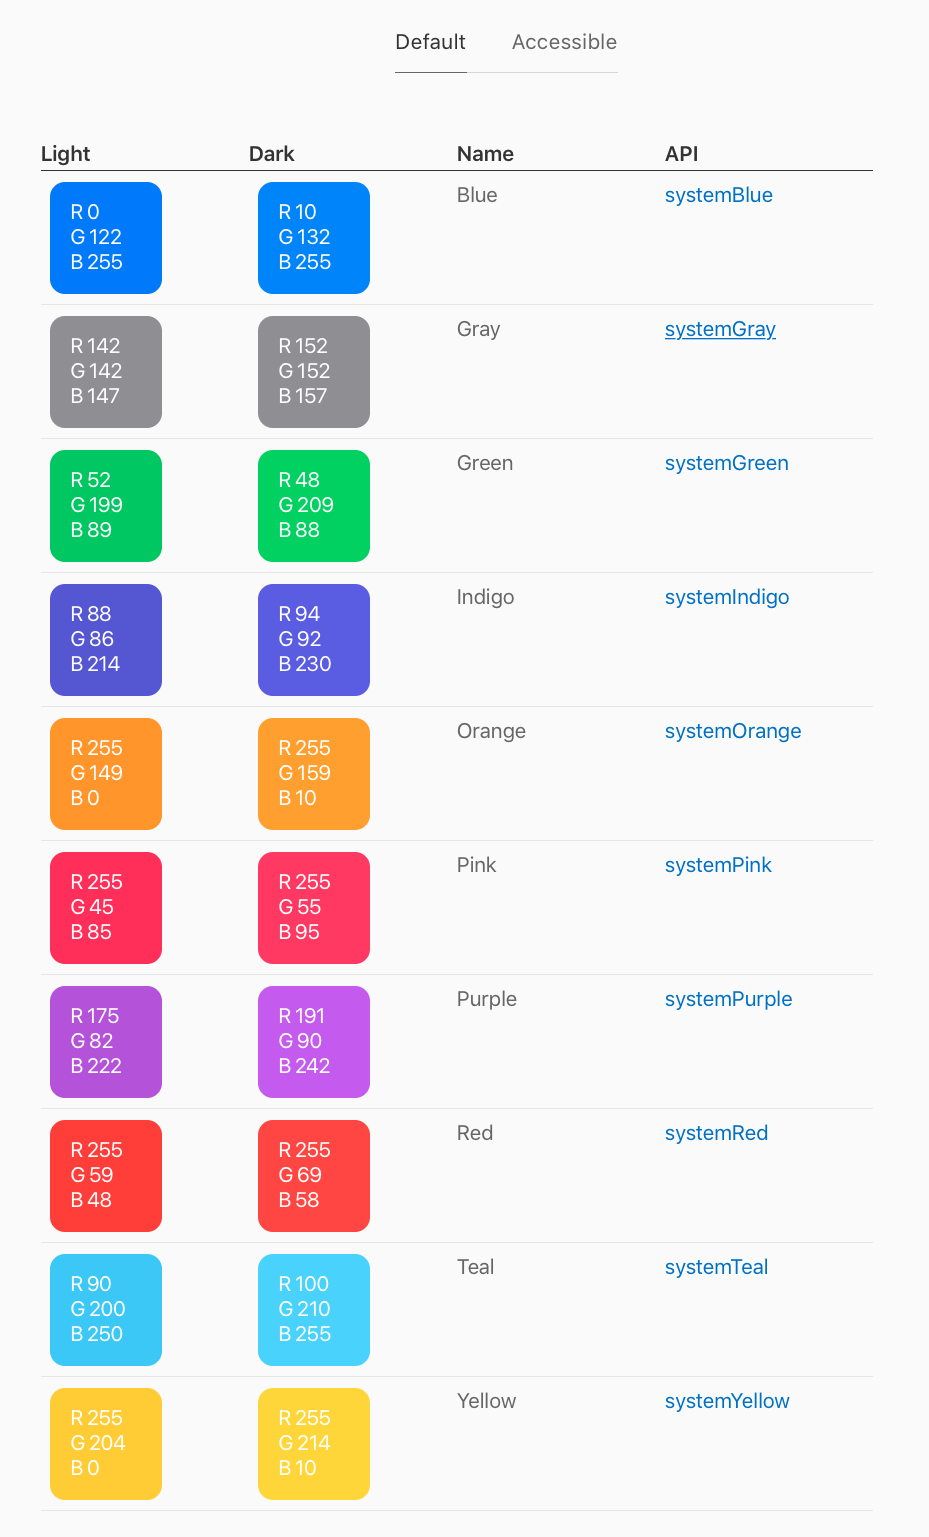 Default Accessible
Light Dark Name API
R 0 R 10 Blue systemBlue
G 122 G 132
B 255 B 255
R 142 R 152 Gray systemGray
G 142 G 152
B 147 B 157
R 52 R 48 Green systemGreen
G 199 G 209
B 89 B 88
R 88 R 94 Indigo systemIndigo
G 86 G 92
B 214 B 230
R 255 R 255 Orange systemOrange
G 149 G 159
B 0 B 10
R 255 R 255 Pink systemPink
G 45 G 55
B 85 B 95
R 175 R 191 Purple systemPurple
G 82 G 90
B 222 B 242
R 255 R 255 Red systemRed
G 59 G 69
B 48 B 58
R 90 R 100 Teal systemTeal
G 200 G 210
B 250 B 255
R 255 R 255 Yellow systemYellow
G 204 G 214
B 0 B 10